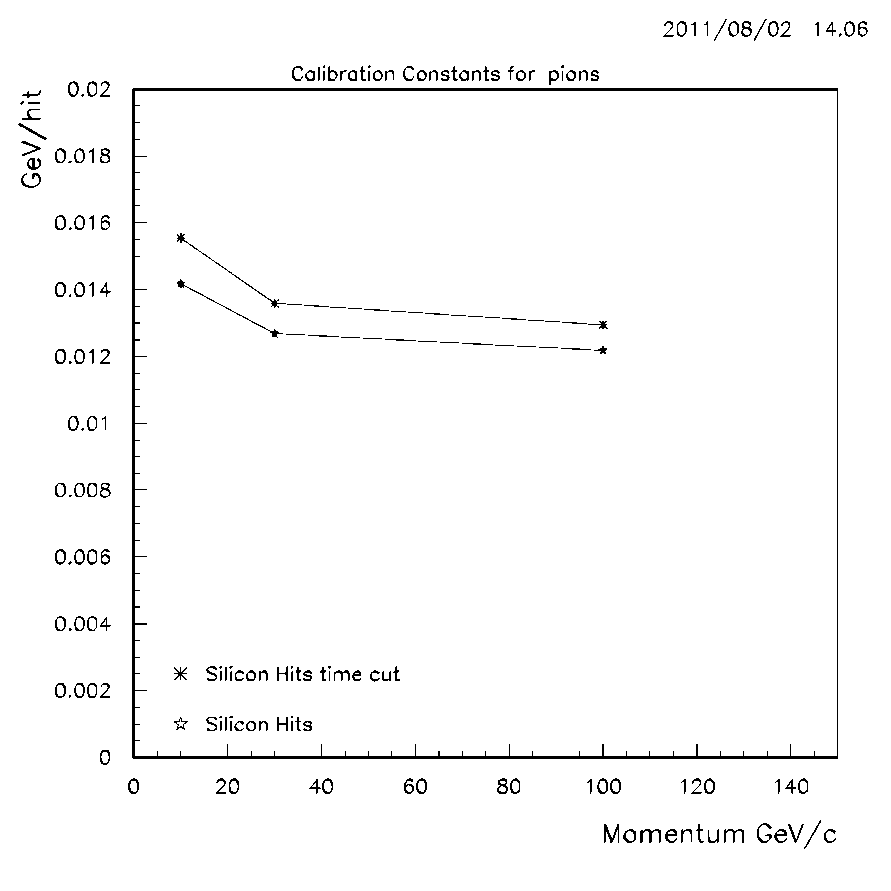 2011/08/02 14.06
Calibration Constants for pions
GeV/hit
0.02
0.018
0.016
0.014
0.012
0.01
0.008
0.006
0.004
0.002
0
Silicon Hits time cut
Silicon Hits
0 20 40 60 80 100 120 140
Momentum GeV/c